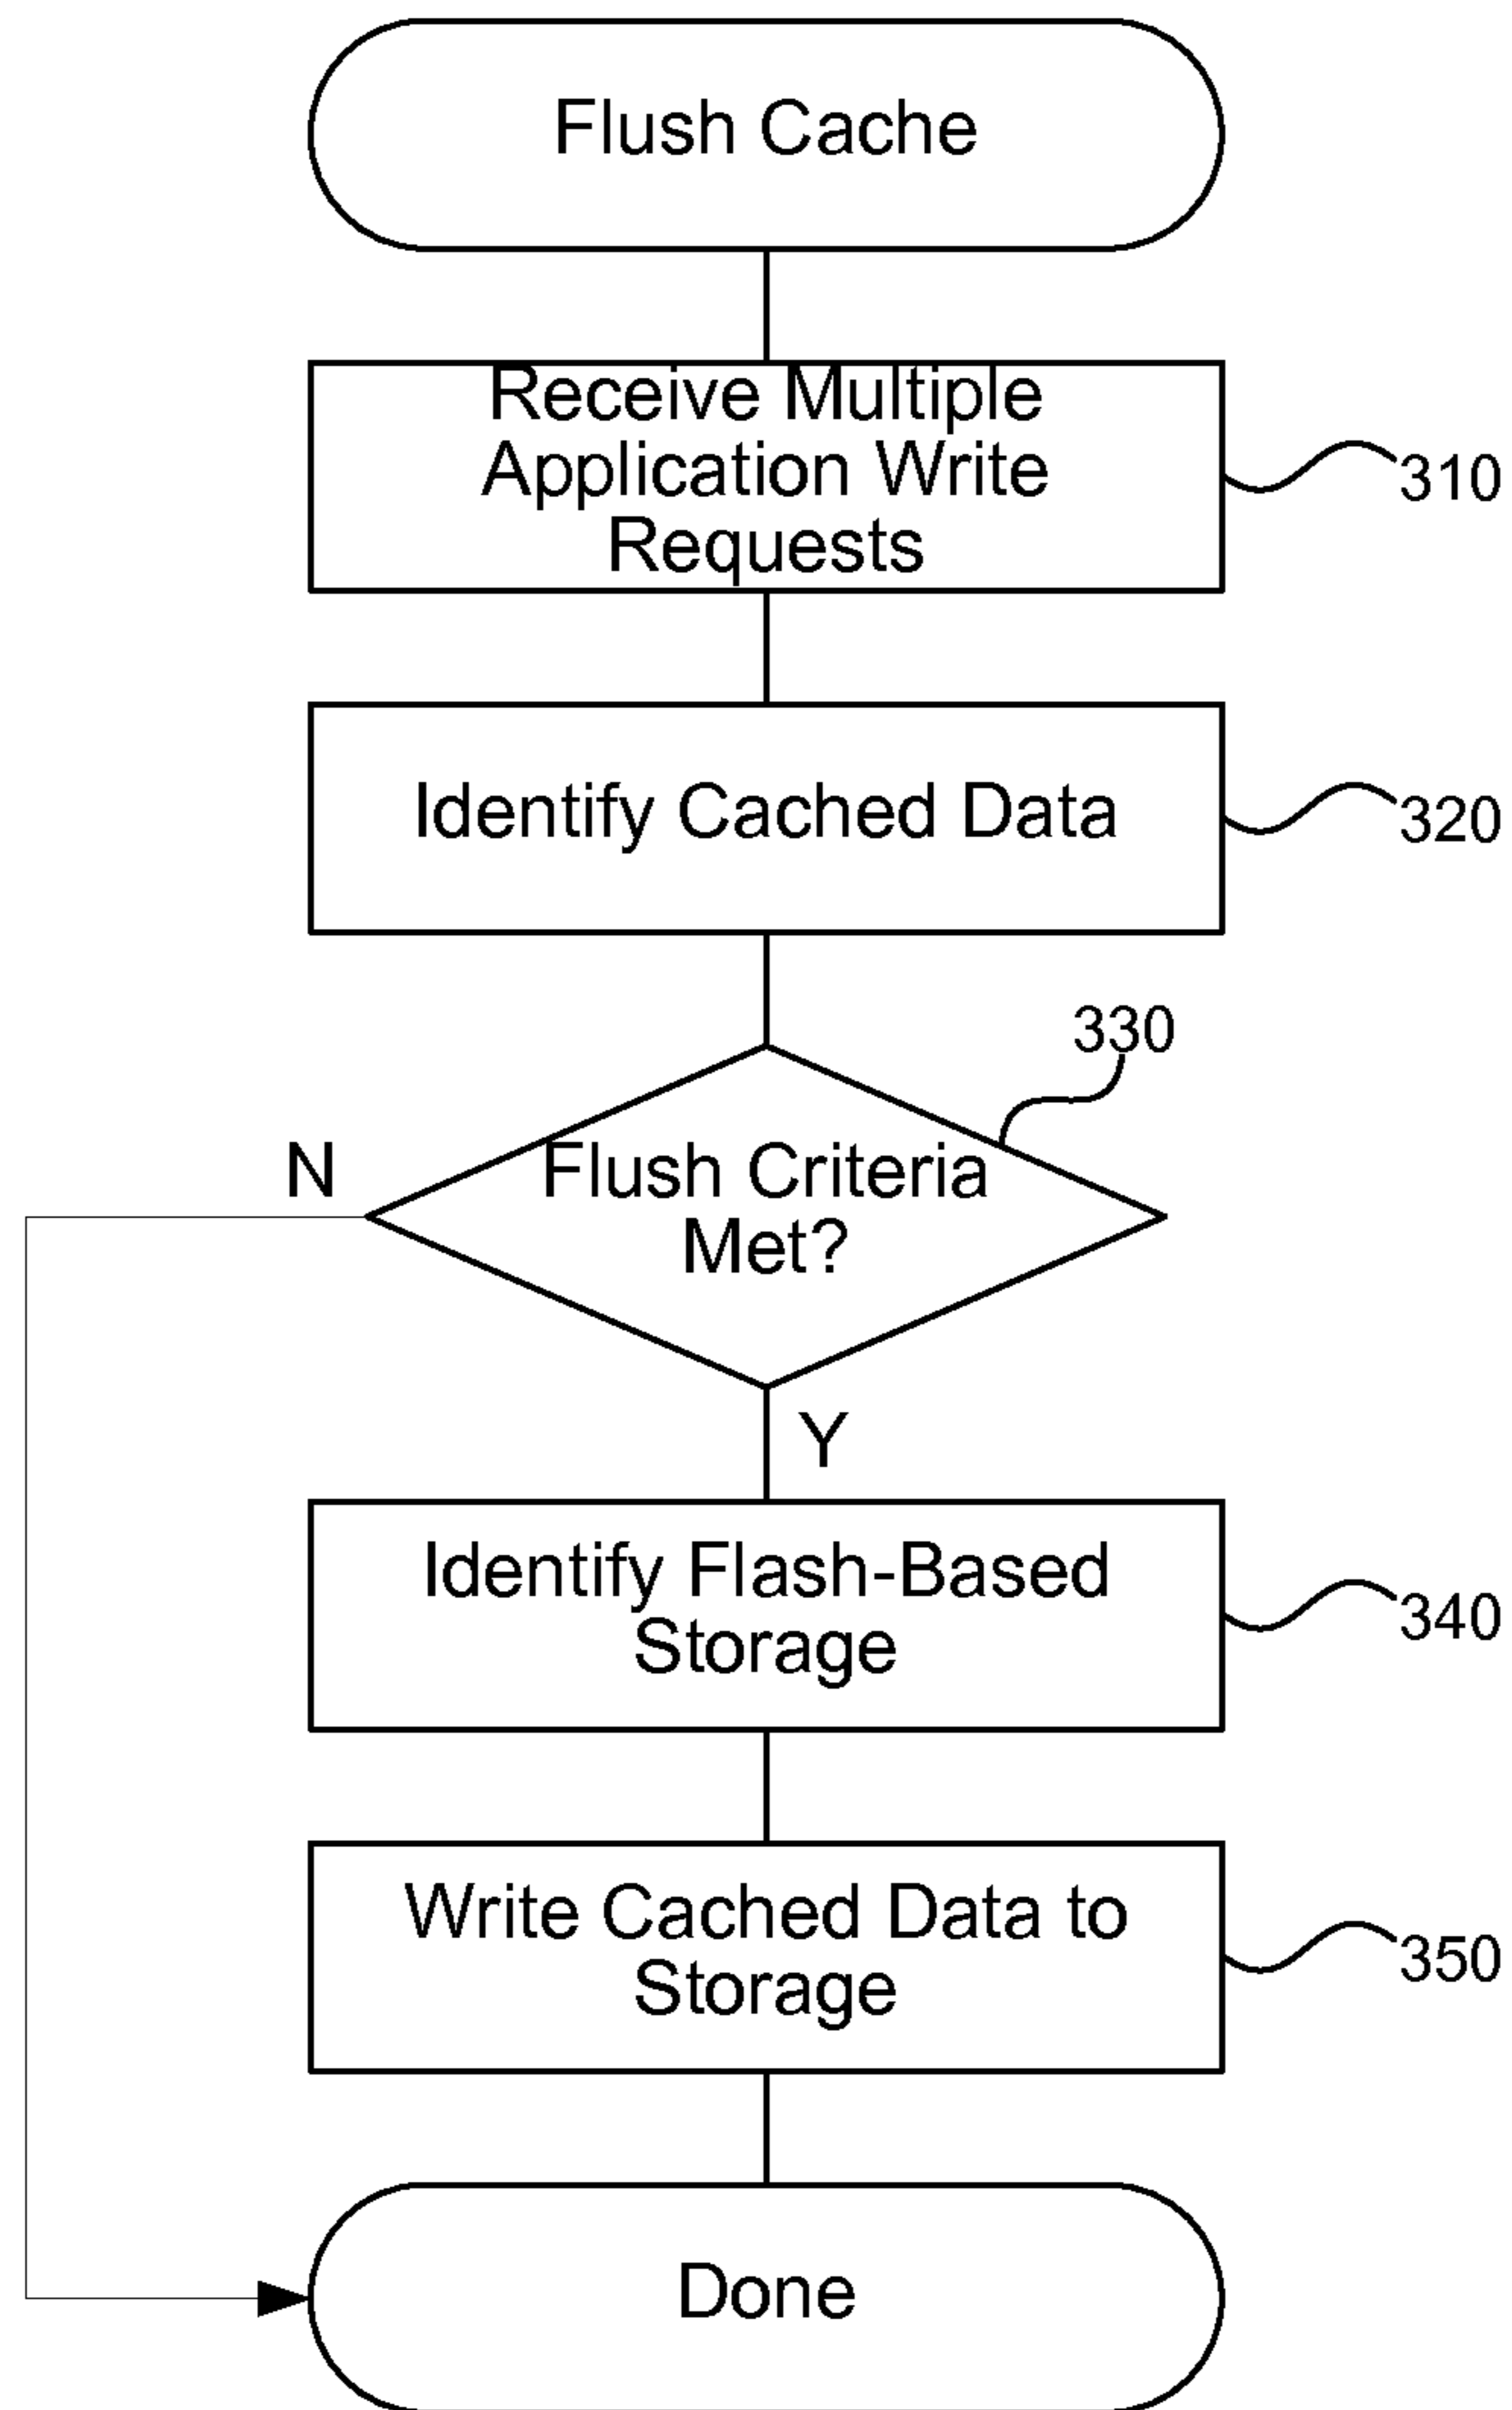 Flush Cache
Receive Multiple
Application Write
Requests
310
Identify Cached Data
320
330
N
Flush Criteria
Met?
Y
Identify Flash-Based
Storage
340
Write Cached Data to
Storage
350
Done